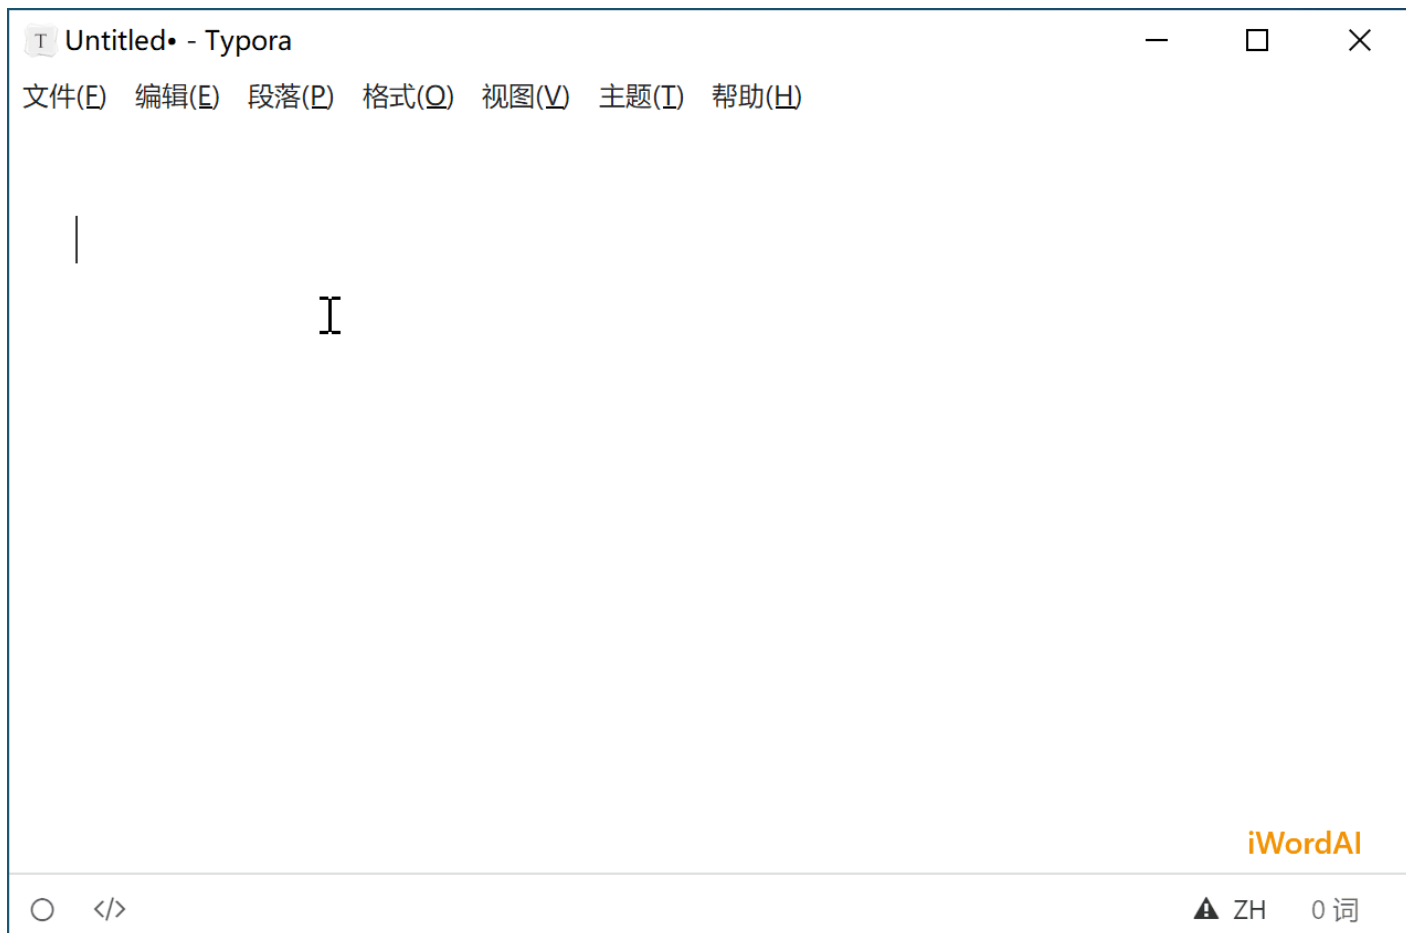 T Untitled• - Typora
文件(F) 编辑(E) 段落(P) 格式(O) 视图(V) 主题(T) 帮助(H)
iWordAI
</> ZH 0 词